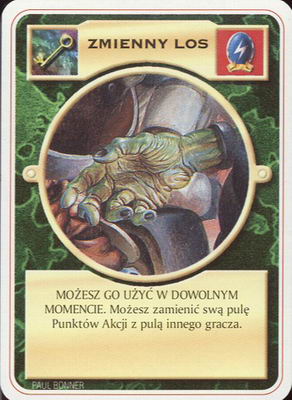 ZMIENNY LOS
MOŻESZ GO UŻYĆ W DOWOLNYM
MOMENCIE. Możesz zamienić swą pulę
Punktów Akcji z pulą innego gracza.
PAUL BONNER